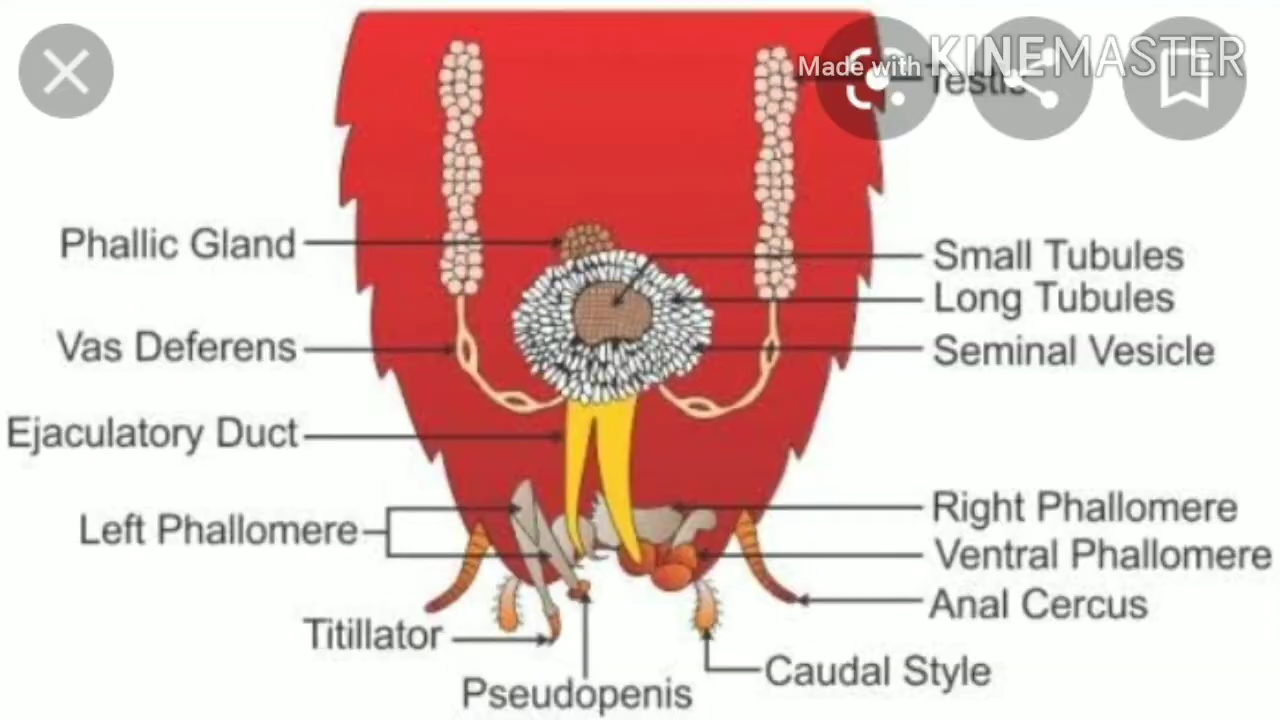 Made with KINEMASTER
Testis
Phallic Gland
Small Tubules
Long Tubules
Vas Deferens
Seminal Vesicle
Ejaculatory Duct
Left Phallomere
Right Phallomere
Ventral Phallomere
Anal Cercus
Titillator
Caudal Style
Pseudopenis